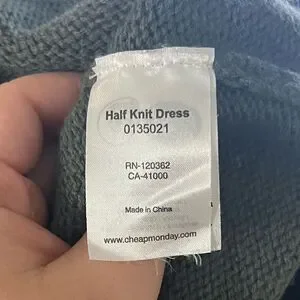 Half Knit Dress
0135021
RN-120362
CA-41000
Made in China
www.cheapmonday.com